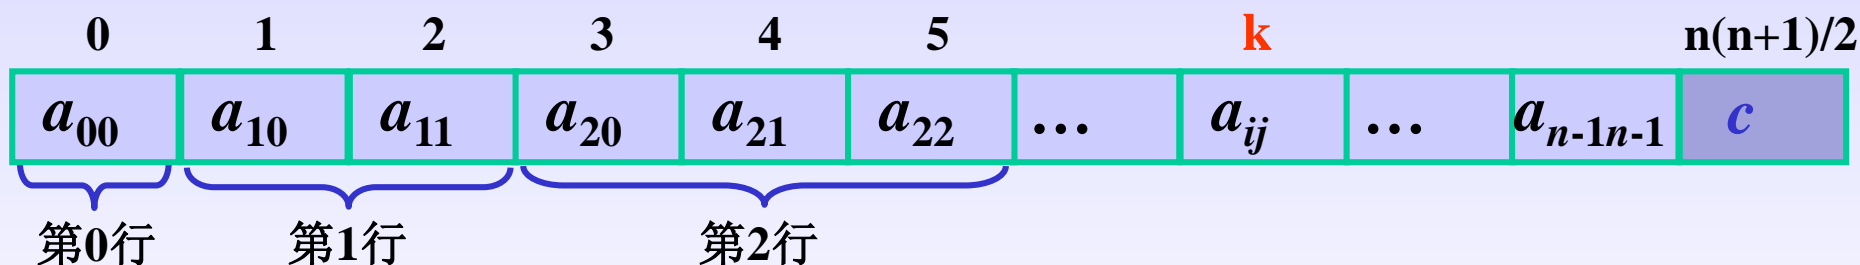 0 1 2 3 4 5 k n(n+1)/2
a00 a10 a11 a20 a21 a22 … aij … an-1n-1 c
第0行 第1行 第2行